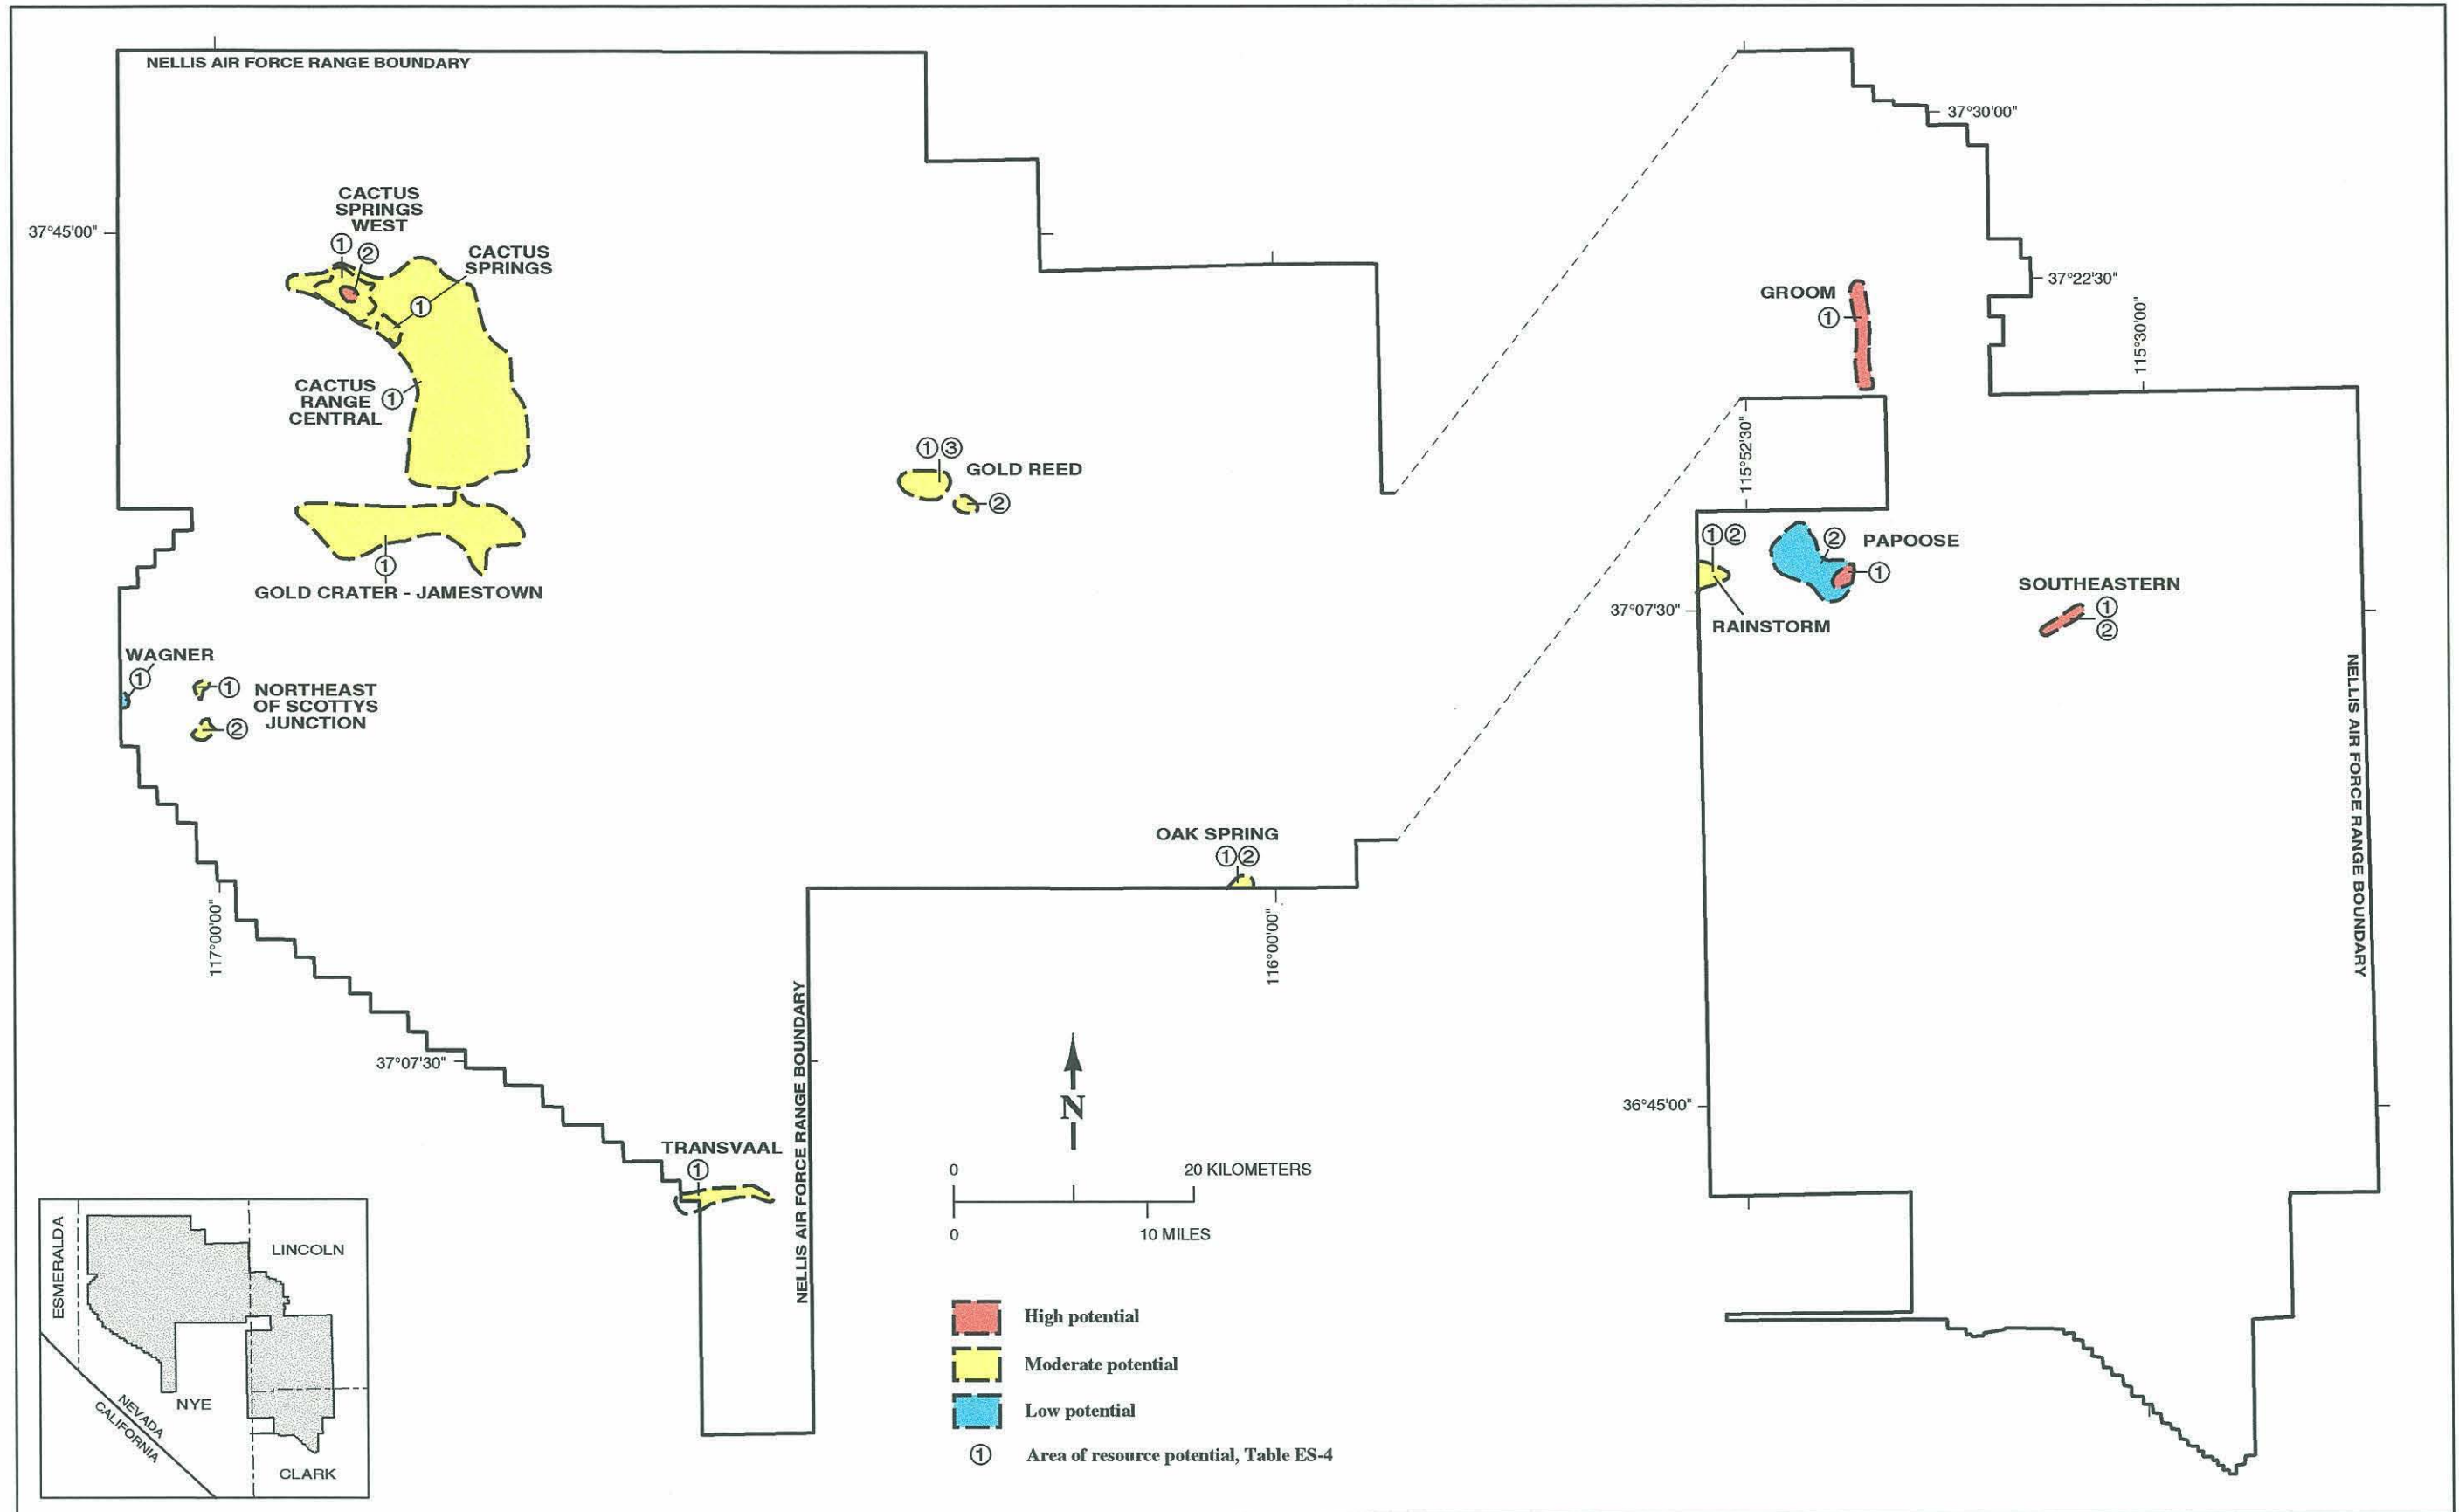 NELLIS AIR FORCE RANGE BOUNDARY
37°30'00"
CACTUS
SPRINGS
WEST
① ②
37°45'00"
CACTUS
SPRINGS
①
37°22'30"
GROOM
①
115°30'00"
CACTUS
RANGE
CENTRAL
①
115°52'30"
①③
GOLD REED
②
①
GOLD CRATER - JAMESTOWN
①②
RAINSTORM
② PAPOOSE
①
SOUTHEASTERN
①
②
37°07'30"
WAGNER
①
①
②
NORTHEAST
OF SCOTTYS
JUNCTION
NELLIS AIR FORCE RANGE BOUNDARY
OAK SPRING
①②
117°00'00"
116°00'00"
37°07'30"
NELLIS AIR FORCE RANGE BOUNDARY
36°45'00"
TRANSVAAL
①
N
0 20 KILOMETERS
0 10 MILES
High potential
Moderate potential
Low potential
① Area of resource potential, Table ES-4
ESMERALDA
LINCOLN
NYE
NEVADA
CALIFORNIA
CLARK